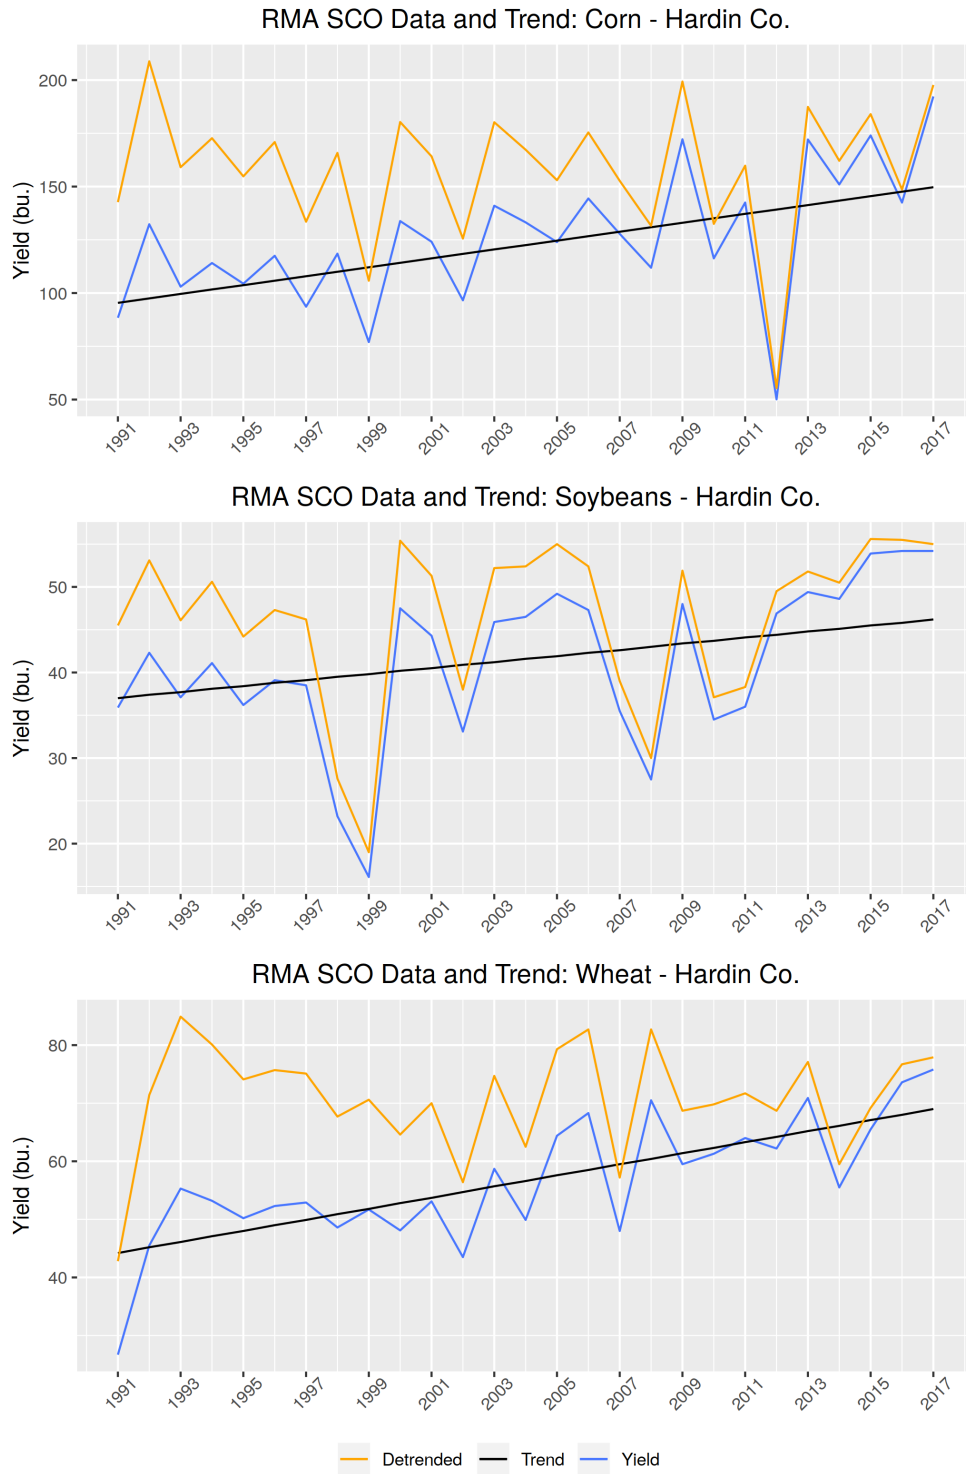 RMA SCO Data and Trend: Corn - Hardin Co.
Yield (bu.)
200
150
100
50
1991 1993 1995 1997 1999 2001 2003 2005 2007 2009 2011 2013 2015 2017
RMA SCO Data and Trend: Soybeans - Hardin Co.
Yield (bu.)
50
40
30
20
1991 1993 1995 1997 1999 2001 2003 2005 2007 2009 2011 2013 2015 2017
RMA SCO Data and Trend: Wheat - Hardin Co.
Yield (bu.)
80
60
40
1991 1993 1995 1997 1999 2001 2003 2005 2007 2009 2011 2013 2015 2017
Detrended Trend Yield